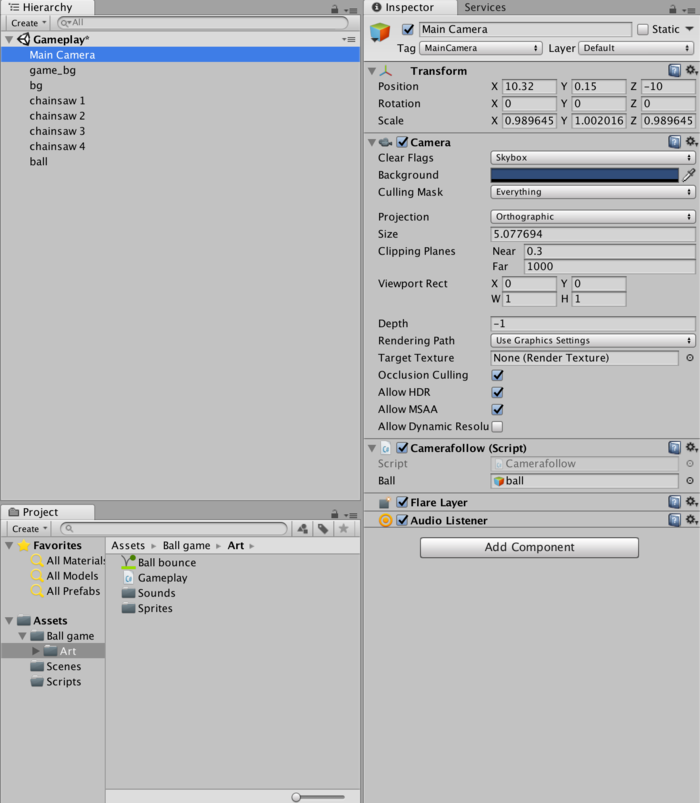 Hierarchy
Create
All
Gameplay*
Main Camera
game_bg
bg
chainsaw 1
chainsaw 2
chainsaw 3
chainsaw 4
ball
Project
Create
Favorites
All Materials
All Models
All Prefabs
Assets
Ball game
Art
Scenes
Scripts
Assets ▸ Ball game ▸ Art ▸
Ball bounce
Gameplay
Sounds
Sprites
Inspector Services
Main Camera Static
Tag MainCamera Layer Default
Transform
Position X 10.32 Y 0.15 Z -10
Rotation X 0 Y 0 Z 0
Scale X 0.989645 Y 1.002016 Z 0.989645
Camera
Clear Flags Skybox
Background
Culling Mask Everything
Projection Orthographic
Size 5.077694
Clipping Planes Near 0.3
Far 1000
Viewport Rect X 0 Y 0
W 1 H 1
Depth -1
Rendering Path Use Graphics Settings
Target Texture None (Render Texture)
Occlusion Culling
Allow HDR
Allow MSAA
Allow Dynamic Resolu
Camerafollow (Script)
Script Camerafollow
Ball ball
Flare Layer
Audio Listener
Add Component